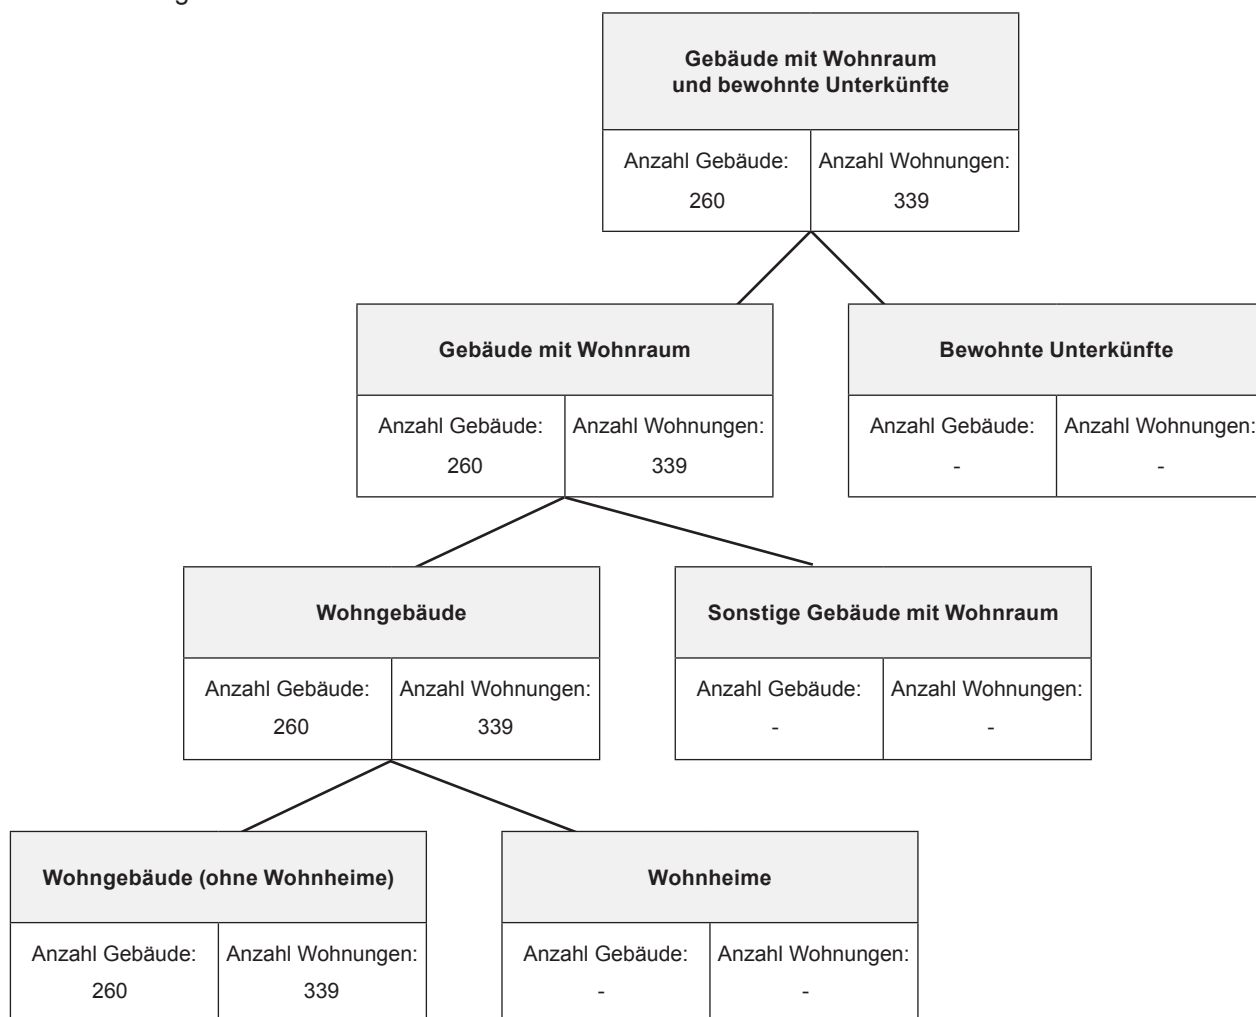 Gebäude mit Wohnraum
und bewohnte Unterkünfte
Anzahl Gebäude: Anzahl Wohnungen:
260 339
Gebäude mit Wohnraum
Anzahl Gebäude: Anzahl Wohnungen:
260 339
Bewohnte Unterkünfte
Anzahl Gebäude: Anzahl Wohnungen:
- -
Wohngebäude
Anzahl Gebäude: Anzahl Wohnungen:
260 339
Sonstige Gebäude mit Wohnraum
Anzahl Gebäude: Anzahl Wohnungen:
- -
Wohngebäude (ohne Wohnheime)
Anzahl Gebäude: Anzahl Wohnungen:
260 339
Wohnheime
Anzahl Gebäude: Anzahl Wohnungen:
- -